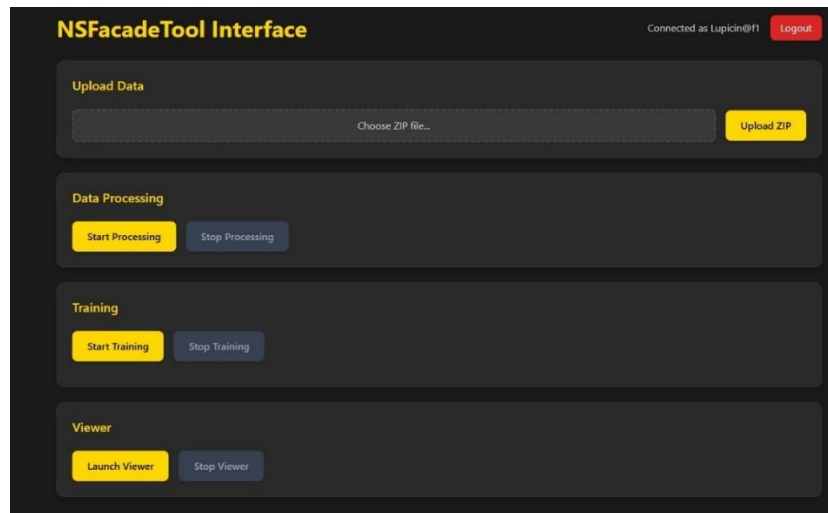 NSFacadeTool Interface
Connected as Lupicin@f1
Logout
Upload Data
Choose ZIP file...
Upload ZIP
Data Processing
Start Processing
Stop Processing
Training
Start Training
Stop Training
Viewer
Launch Viewer
Stop Viewer